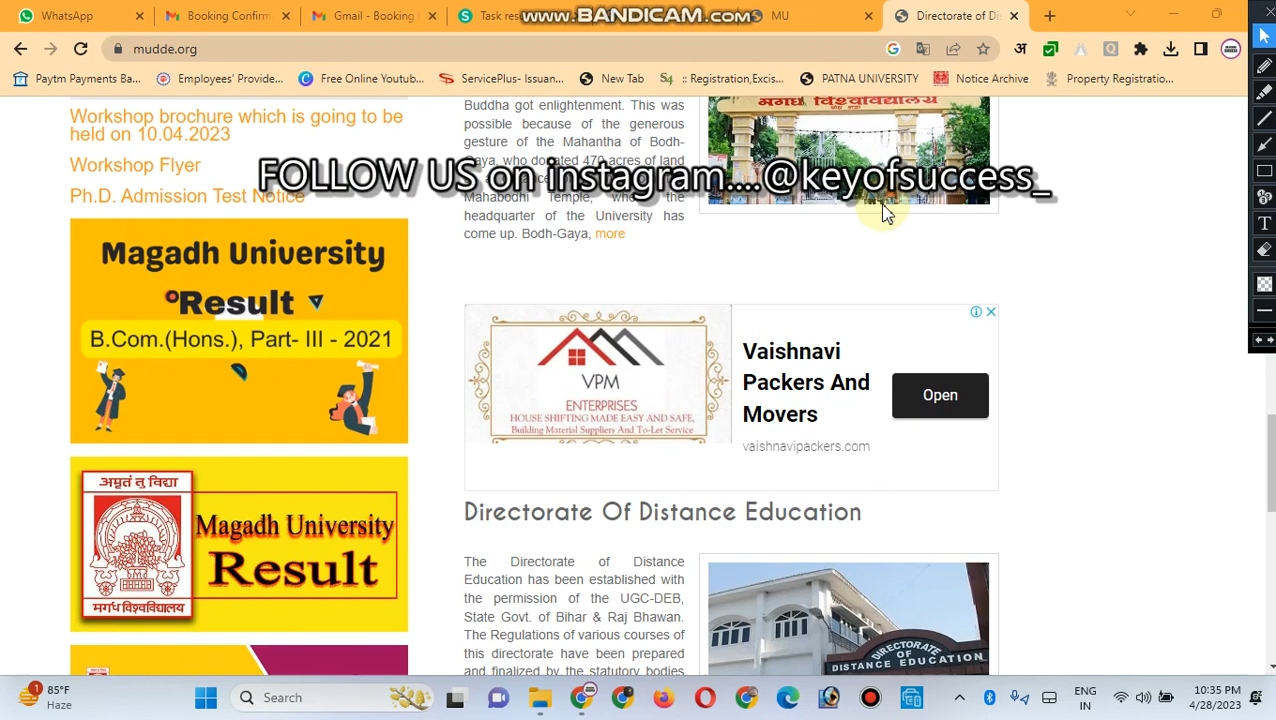 WhatsApp
Booking Confirm
Gmail - Booking
Task res
www.BANDICAM.com
MU
Directorate of Di
mudde.org
Paytm Payments Ba...
Employees' Provide...
Free Online Youtub...
ServicePlus- Issuan...
New Tab
:: Registration,Excis...
PATNA UNIVERSITY
Notice Archive
Property Registratio...
Workshop brochure which is going to be
held on 10.04.2023
Workshop Flyer
Ph.D. Admission Test Notice
FOLLOW US on Instagram....@keyofsuccess_
Magadh University
Result
B.Com.(Hons.), Part- III - 2021
अमृतं तु विद्या
मगध विश्वविद्यालय
Magadh University
Result
Buddha got enlightenment. This was
possible because of the generous
gesture of the Mahantha of Bodh-
Gaya, who donated 470 acres of land
Mahabodhi Temple, who the
headquarter of the University has
come up. Bodh-Gaya, more
मगध विश्वविद्यालय
VPM
ENTERPRISES
HOUSE SHIFTING MADE EASY AND SAFE,
Building Material Suppliers And To-Let Service
Vaishnavi
Packers And
Movers
vaishnavipackers.com
Open
Directorate Of Distance Education
The Directorate of Distance
Education has been established with
the permission of the UGC-DEB,
State Govt. of Bihar & Raj Bhawan.
The Regulations of various courses of
this directorate have been prepared
and finalized by the statutory bodies
DIRECTORATE
OF
DISTANCE EDUCATION
1
85°F
Haze
Search
ENG
IN
10:35 PM
4/28/2023